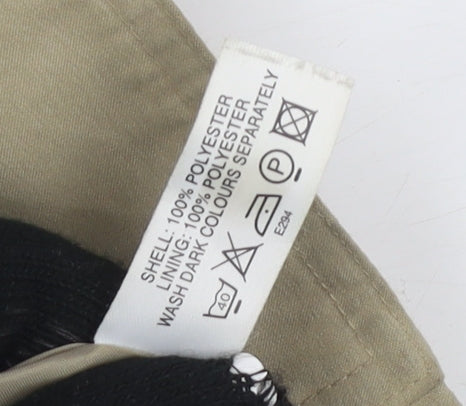 SHELL: 100% POLYESTER
LINING: 100% POLYESTER
WASH DARK COLOURS SEPARATELY
40
P
E294